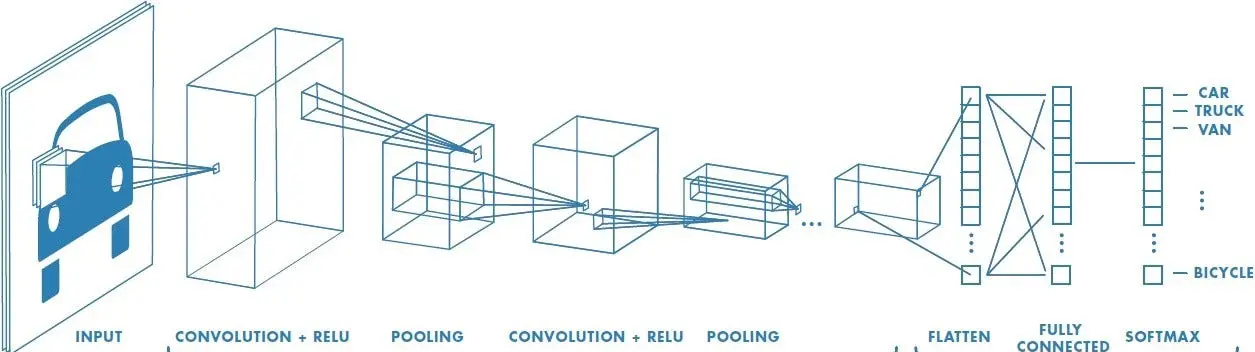 CAR
TRUCK
VAN
BICYCLE
INPUT
CONVOLUTION + RELU
POOLING
CONVOLUTION + RELU
POOLING
FLATTEN
FULLY
CONNECTED
SOFTMAX